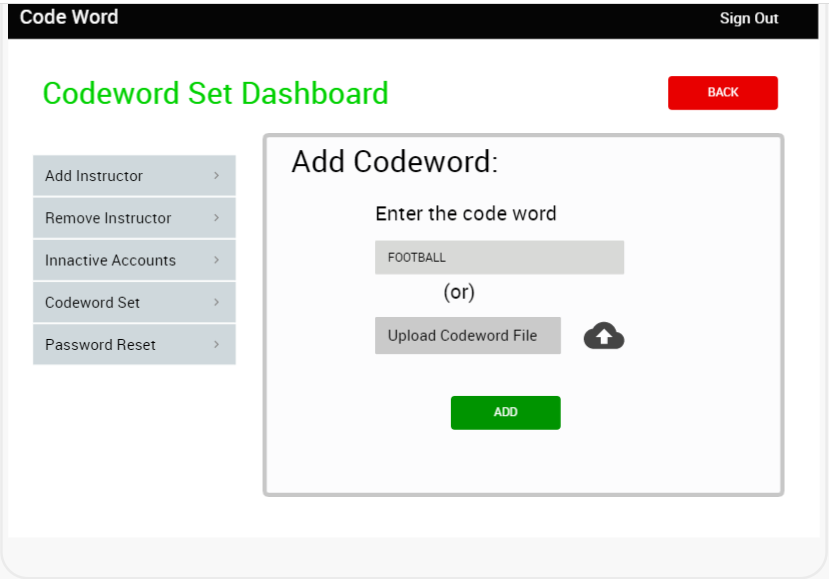 Code Word
Sign Out
Codeword Set Dashboard
BACK
Add Instructor
Remove Instructor
Innactive Accounts
Codeword Set
Password Reset
Add Codeword:
Enter the code word
FOOTBALL
(or)
Upload Codeword File
ADD